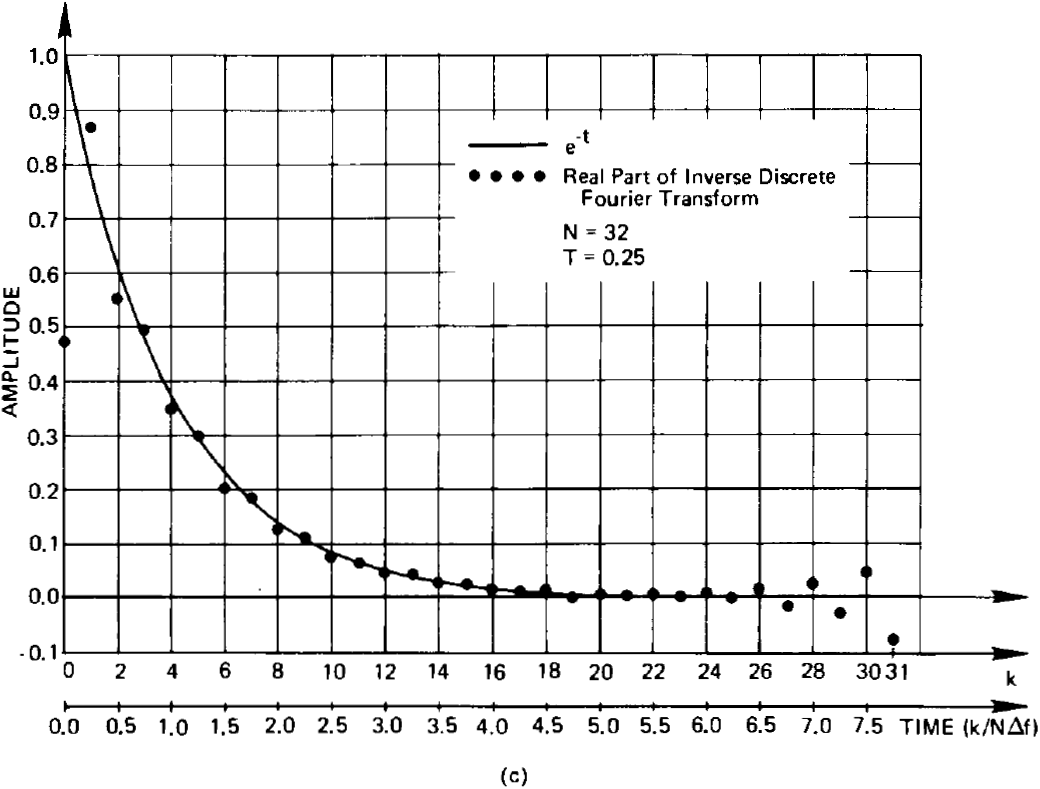 1.0
0.9
0.8
0.7
0.6
0.5
0.4
0.3
0.2
0.1
0.0
-0.1
AMPLITUDE
e^-t
Real Part of Inverse Discrete
Fourier Transform
N = 32
T = 0.25
0 2 4 6 8 10 12 14 16 18 20 22 24 26 28 30 31 k
0.0 0.5 1.0 1.5 2.0 2.5 3.0 3.5 4.0 4.5 5.0 5.5 6.0 6.5 7.0 7.5 TIME (k/NΔf)
(c)